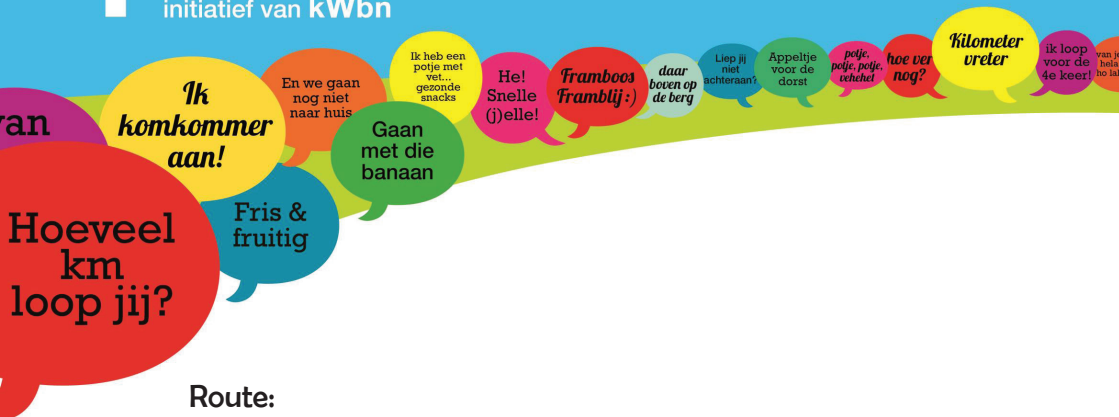 initiatief van kWbn
van
Hoeveel
km
loop jij?
Ik
komkommer
aan!
Fris &
fruitig
En we gaan
nog niet
naar huis
Gaan
met die
banaan
Ik heb een
potje met
vet...
gezonde
snacks
He!
Snelle
(j)elle!
Framboos
Framblij :)
daar
boven op
de berg
Liep jij
niet
achteraan?
Appeltje
voor de
dorst
potje,
potje, potje,
vehehet
hoe ver
nog?
Kilometer
vreter
ik loop
voor de
4e keer!
Route: